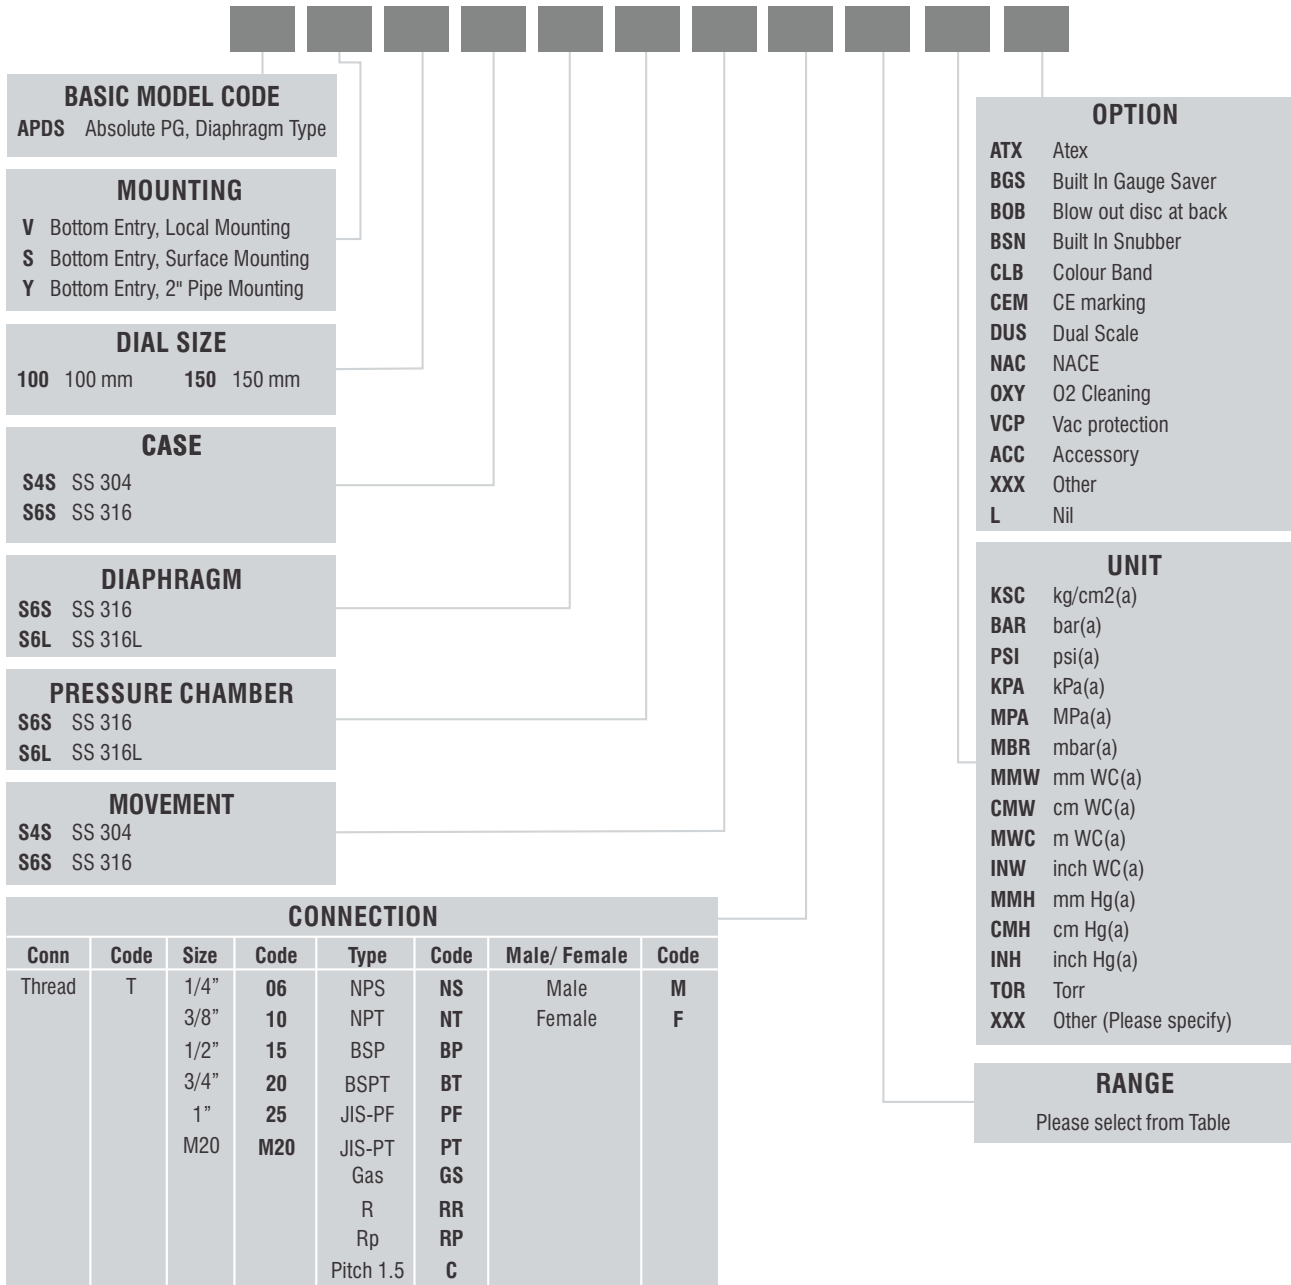 BASIC MODEL CODE
APDS Absolute PG, Diaphragm Type
MOUNTING
V Bottom Entry, Local Mounting
S Bottom Entry, Surface Mounting
Y Bottom Entry, 2" Pipe Mounting
DIAL SIZE
100 100 mm 150 150 mm
CASE
S4S SS 304
S6S SS 316
DIAPHRAGM
S6S SS 316
S6L SS 316L
PRESSURE CHAMBER
S6S SS 316
S6L SS 316L
MOVEMENT
S4S SS 304
S6S SS 316
CONNECTION
Conn Code Size Code Type Code Male/ Female Code
Thread T 1/4” 06 NPS NS Male M
3/8” 10 NPT NT Female F
1/2” 15 BSP BP
3/4” 20 BSPT BT
1” 25 JIS-PF PF
M20 M20 JIS-PT PT
Gas GS
R RR
Rp RP
Pitch 1.5 C
OPTION
ATX Atex
BGS Built In Gauge Saver
BOB Blow out disc at back
BSN Built In Snubber
CLB Colour Band
CEM CE marking
DUS Dual Scale
NAC NACE
OXY O2 Cleaning
VCP Vac protection
ACC Accessory
XXX Other
L Nil
UNIT
KSC kg/cm2(a)
BAR bar(a)
PSI psi(a)
KPA kPa(a)
MPA MPa(a)
MBR mbar(a)
MMW mm WC(a)
CMW cm WC(a)
MWC m WC(a)
INW inch WC(a)
MMH mm Hg(a)
CMH cm Hg(a)
INH inch Hg(a)
TOR Torr
XXX Other (Please specify)
RANGE
Please select from Table